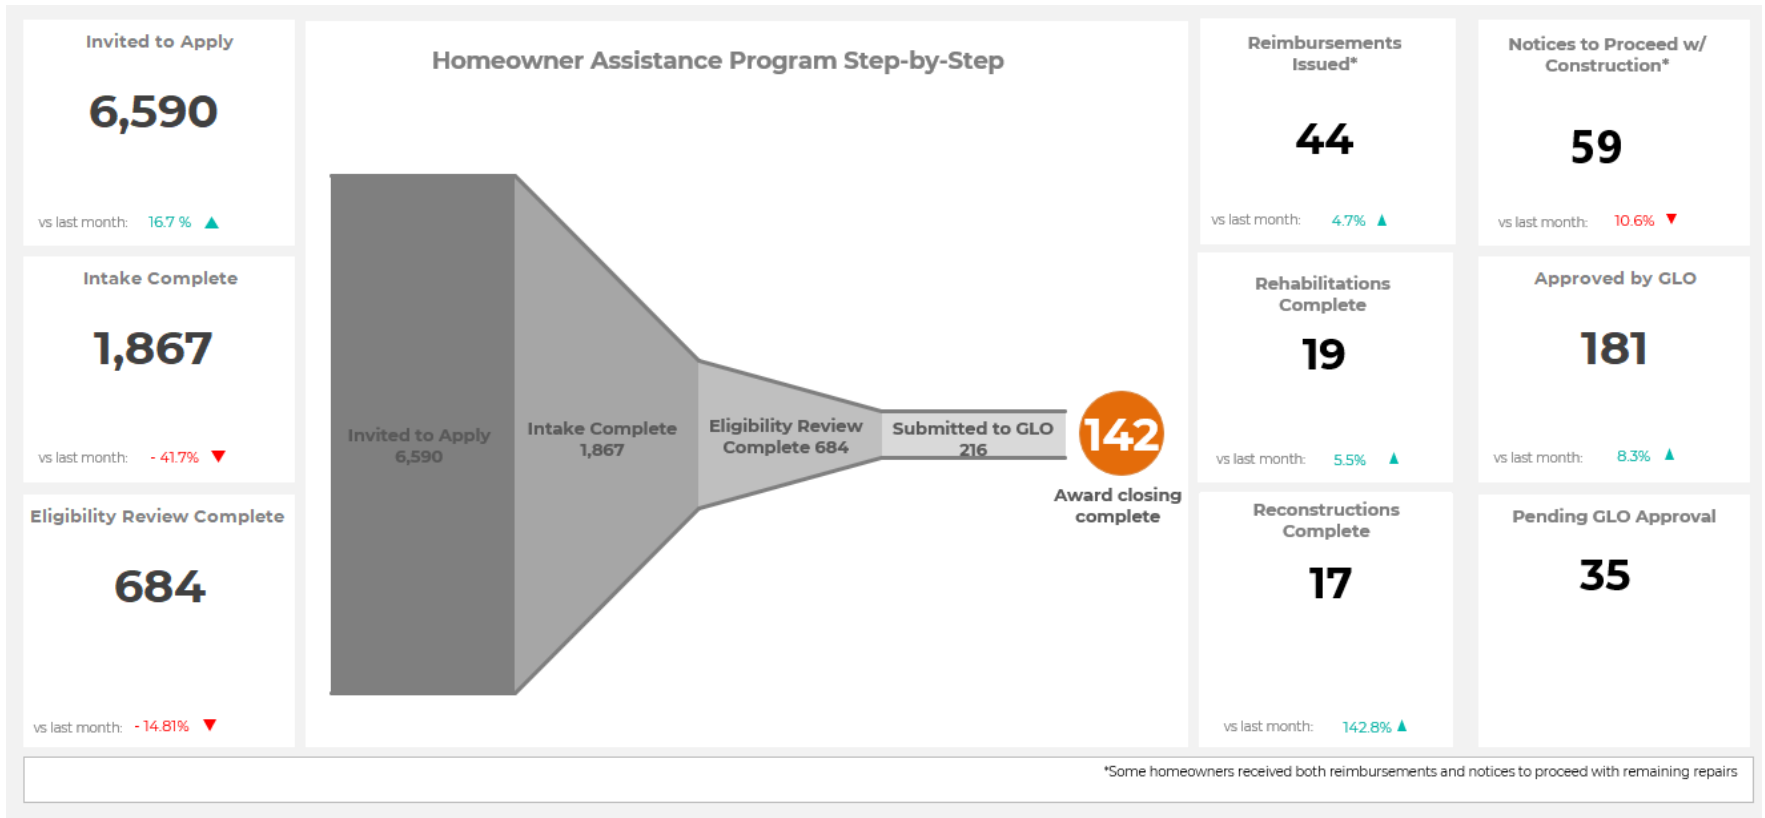 Invited to Apply
6,590
vs last month: 16.7 % ▲
Intake Complete
1,867
vs last month: - 41.7% ▼
Eligibility Review Complete
684
vs last month: - 14.81% ▼
Homeowner Assistance Program Step-by-Step
Invited to Apply
6,590
Intake Complete
1,867
Eligibility Review
Complete 684
Submitted to GLO
216
142
Award closing
complete
Reimbursements
Issued*
44
vs last month: 4.7% ▲
Rehabilitations
Complete
19
vs last month: 5.5% ▲
Reconstructions
Complete
17
vs last month: 142.8% ▲
Notices to Proceed w/
Construction*
59
vs last month: 10.6% ▼
Approved by GLO
181
vs last month: 8.3% ▲
Pending GLO Approval
35
*Some homeowners received both reimbursements and notices to proceed with remaining repairs